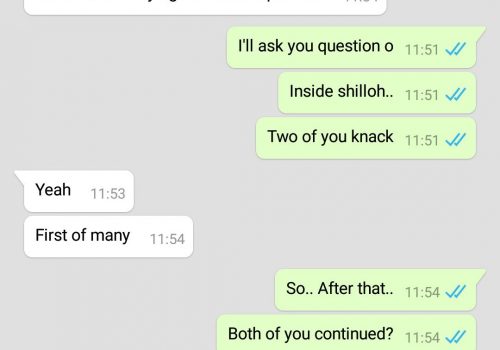 I'll ask you question o 11:51
Inside shilloh.. 11:51
Two of you knack 11:51
Yeah 11:53
First of many 11:54
So.. After that.. 11:54
Both of you continued? 11:54